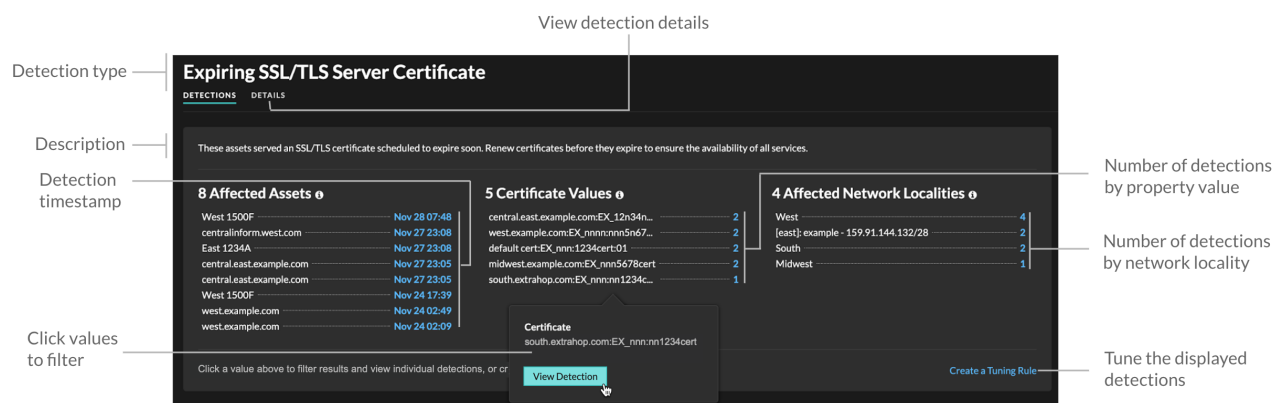 View detection details
Detection type
Expiring SSL/TLS Server Certificate
DETECTIONS DETAILS
Description
These assets served an SSL/TLS certificate scheduled to expire soon. Renew certificates before they expire to ensure the availability of all services.
Detection
timestamp
8 Affected Assets
West 1500F Nov 28 07:48
centralinform.west.com Nov 27 23:08
East 1234A Nov 27 23:08
central.east.example.com Nov 27 23:05
central.east.example.com Nov 27 23:05
West 1500F Nov 24 17:39
west.example.com Nov 24 02:49
west.example.com Nov 24 02:09
5 Certificate Values
central.east.example.com:EX_12n34n... 2
west.example.com:EX_nnnn:nnn5n67... 2
default cert:EX_nnn:1234cert:01 2
midwest.example.com:EX_nnn5678cert 2
south.extrahop.com:EX_nnn:nn1234c... 1
4 Affected Network Localities
West 4
[east]: example - 159.91.144.132/28 2
South 2
Midwest 1
Number of detections
by property value
Number of detections
by network locality
Click values
to filter
Certificate
south.extrahop.com:EX_nnn:nn1234cert
View Detection
Click a value above to filter results and view individual detections, or cr
Create a Tuning Rule
Tune the displayed
detections